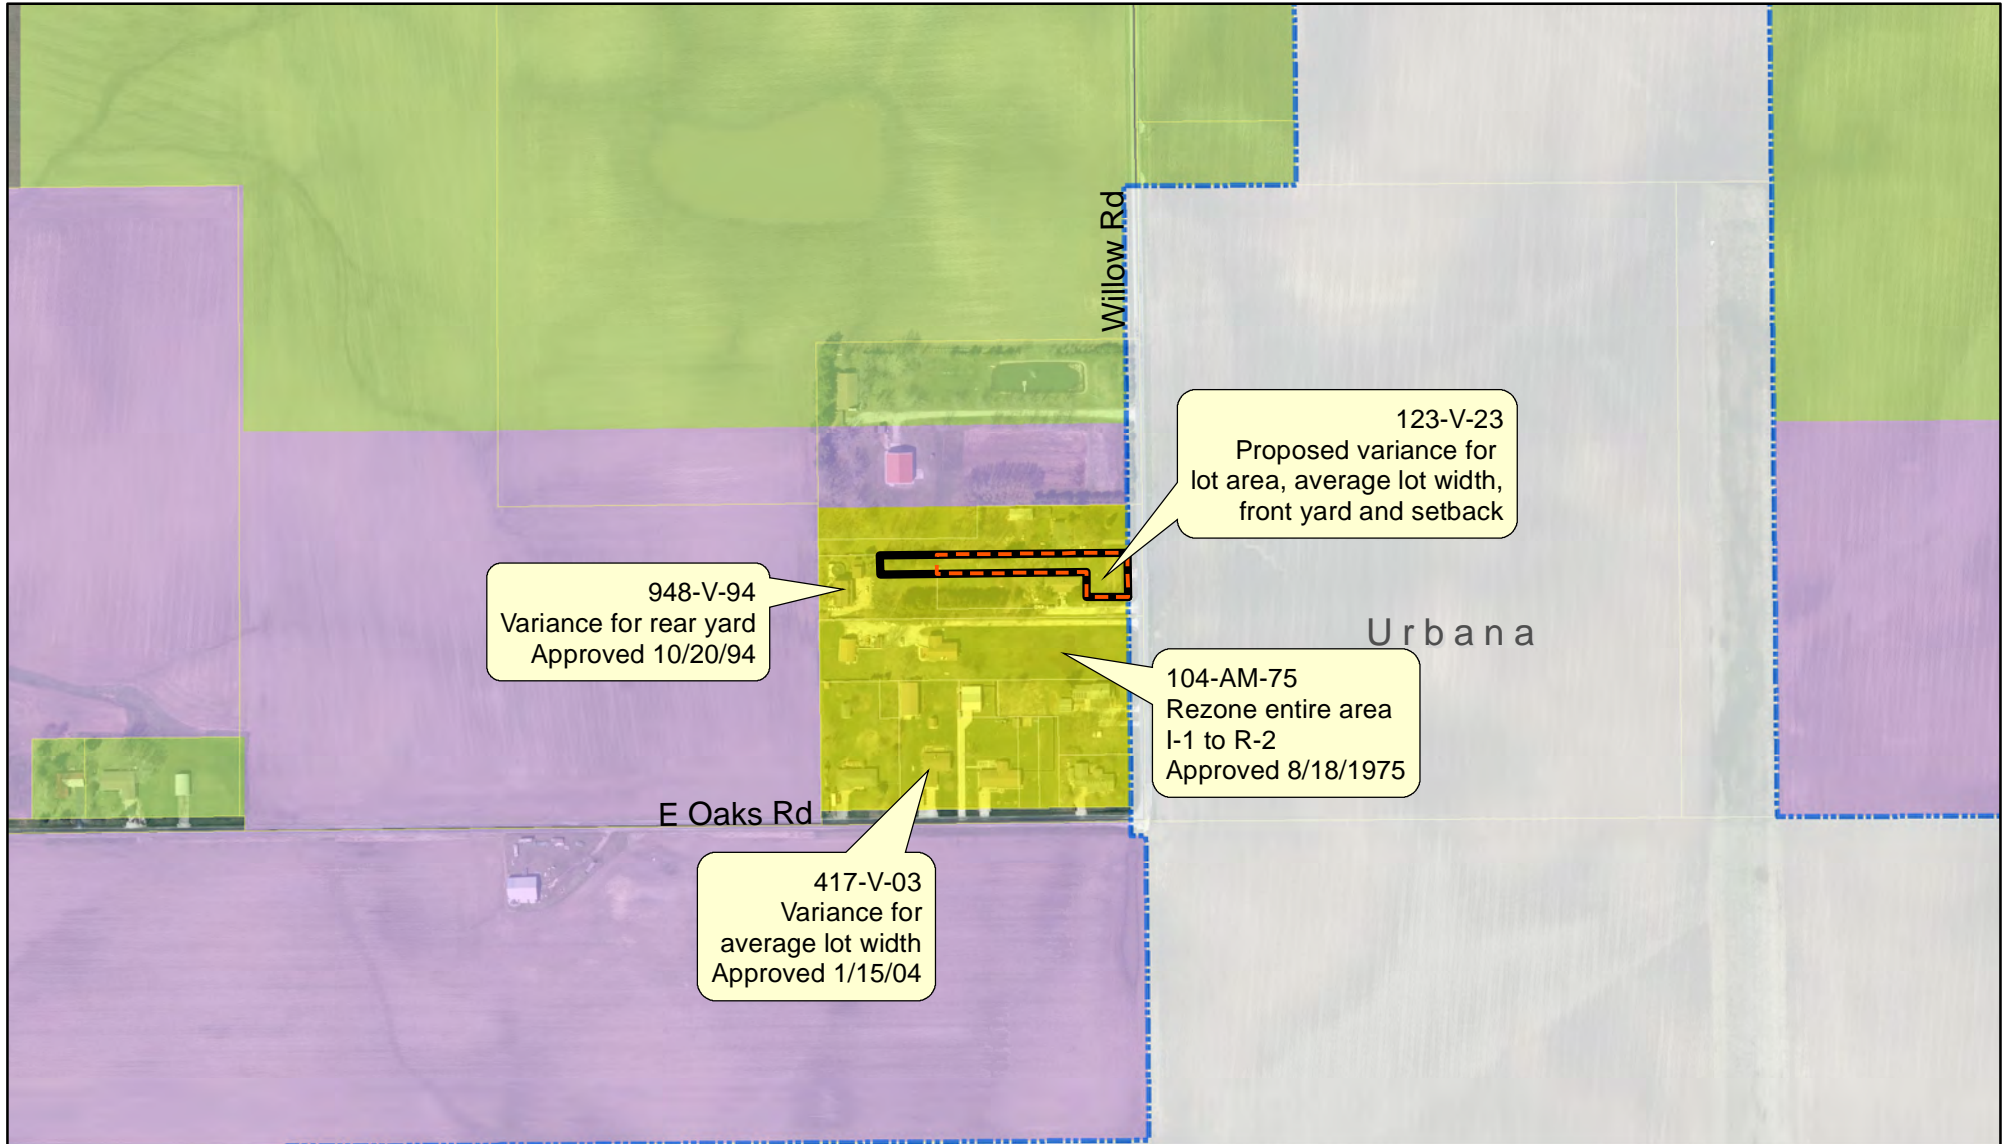 Willow Rd
123-V-23
Proposed variance for
lot area, average lot width,
front yard and setback
948-V-94
Variance for rear yard
Approved 10/20/94
Urbana
104-AM-75
Rezone entire area
I-1 to R-2
Approved 8/18/1975
E Oaks Rd
417-V-03
Variance for
average lot width
Approved 1/15/04